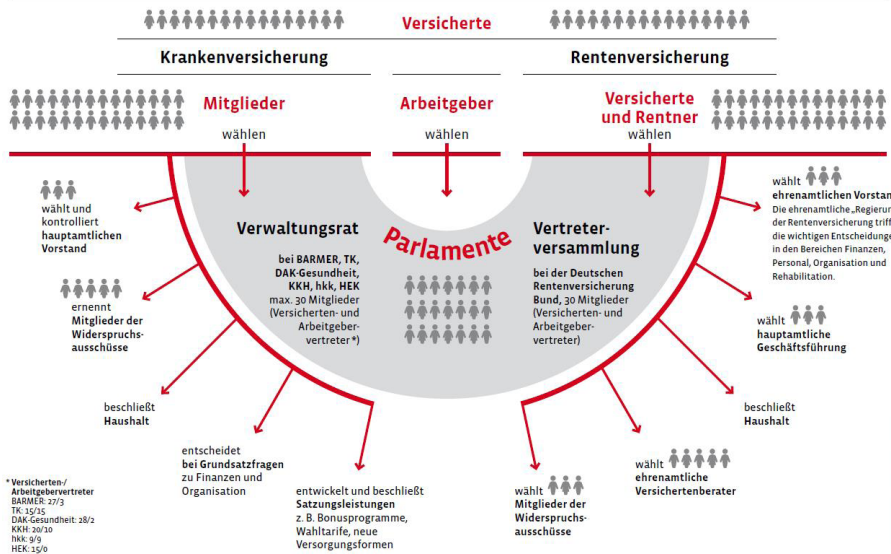 Versicherte
Krankenversicherung
Rentenversicherung
Mitglieder
wählen
Arbeitgeber
wählen
Versicherte
und Rentner
wählen
Parlamente
Verwaltungsrat
bei BARMER, TK,
DAK-Gesundheit,
KKH, hkk, HEK
max. 30 Mitglieder
(Versicherten- und
Arbeitgeber-
vertreter*)
Vertreter-
versammlung
bei der Deutschen
Rentenversicherung
Bund, 30 Mitglieder
(Versicherten- und
Arbeitgeber-
vertreter)
wählt und
kontrolliert
hauptamtlichen
Vorstand
ernennt
Mitglieder der
Widerspruchs-
ausschüsse
beschließt
Haushalt
entscheidet
bei Grundsatzfragen
zu Finanzen und
Organisation
entwickelt und beschließt
Satzungsleistungen
z. B. Bonusprogramme,
Wahltarife, neue
Versorgungsformen
wählt
ehrenamtlichen Vorstan
Die ehrenamtliche „Regierun
der Rentenversicherung triff
die wichtigen Entscheidunge
in den Bereichen Finanzen,
Personal, Organisation und
Rehabilitation.
wählt
hauptamtliche
Geschäftsführung
beschließt
Haushalt
wählt
ehrenamtliche
Versichertenberater
wählt
Mitglieder der
Widerspruchs-
ausschüsse
* Versicherten-/
Arbeitgebervertreter
BARMER: 27/3
TK: 15/15
DAK-Gesundheit: 28/2
KKH: 20/10
hkk: 9/9
HEK: 15/0